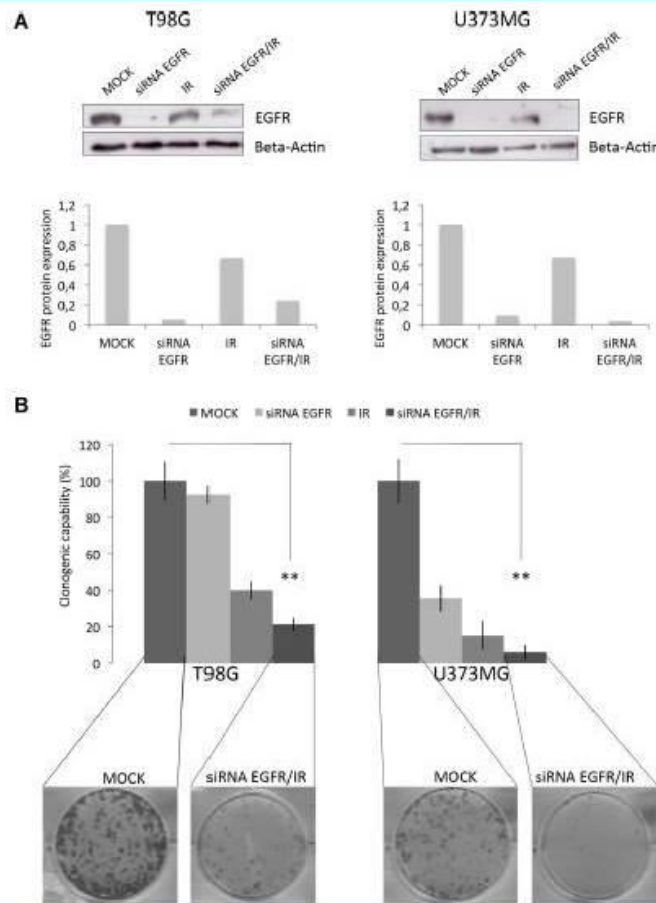 A
T98G
U373MG
MOCK
siRNA EGFR
IR
siRNA EGFR/IR
EGFR
Beta-Actin
MOCK
siRNA EGFR
IR
siRNA EGFR/IR
EGFR
Beta-Actin
EGFR protein expression
1,2
1
0,8
0,6
0,4
0,2
0
MOCK
siRNA
EGFR
IR
siRNA
EGFR/IR
EGFR protein expression
1,2
1
0,8
0,6
0,4
0,2
0
MOCK
siRNA
EGFR
IR
siRNA
EGFR/IR
B
MOCK siRNA EGFR IR siRNA EGFR/IR
Clonogenic capability (%)
120
100
80
60
40
20
0
**
**
T98G
U373MG
MOCK
siRNA EGFR/IR
MOCK
siRNA EGFR/IR